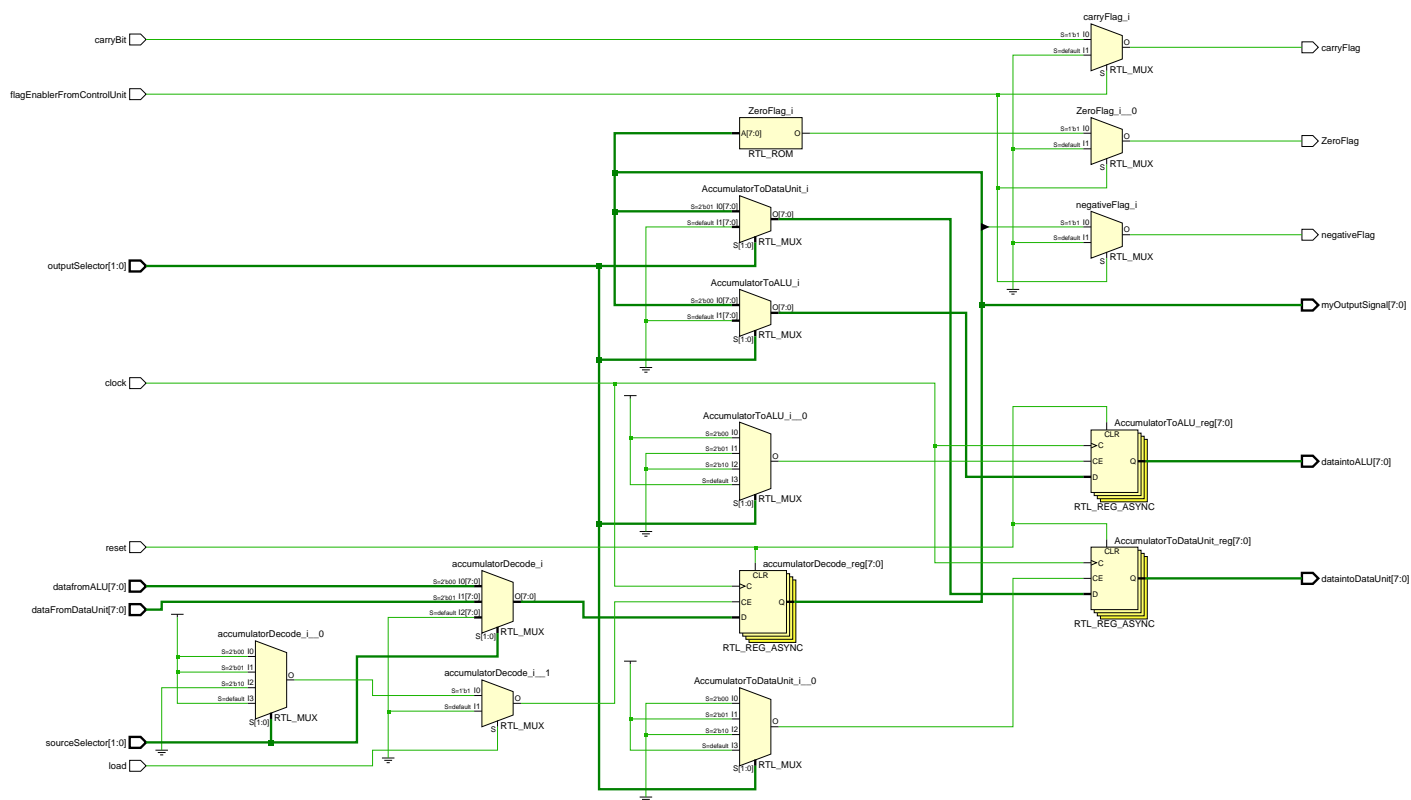 carryFlag_i
carryBit
S=1'b1 I0
O
carryFlag
S=default I1
S
RTL_MUX
flagEnablerFromControlUnit
ZeroFlag_i
ZeroFlag_i__0
A[7:0]
O
S=1'b1 I0
O
ZeroFlag
RTL_ROM
S=default I1
S
RTL_MUX
AccumulatorToDataUnit_i
negativeFlag_i
S=2'b01 I0[7:0]
O[7:0]
S=default I1[7:0]
S[1:0]
RTL_MUX
S=1'b1 I0
O
negativeFlag
S=default I1
S
RTL_MUX
outputSelector[1:0]
AccumulatorToALU_i
S=2'b00 I0[7:0]
O[7:0]
S=default I1[7:0]
S[1:0]
RTL_MUX
myOutputSignal[7:0]
clock
AccumulatorToALU_i__0
S=2'b00 I0
S=2'b01 I1
O
S=2'b10 I2
S=default I3
S[1:0]
RTL_MUX
AccumulatorToALU_reg[7:0]
CLR
C
CE
Q
D
RTL_REG_ASYNC
dataintoALU[7:0]
reset
AccumulatorToDataUnit_reg[7:0]
CLR
C
CE
Q
D
RTL_REG_ASYNC
dataintoDataUnit[7:0]
datafromALU[7:0]
dataFromDataUnit[7:0]
accumulatorDecode_i
S=2'b00 I0[7:0]
S=2'b01 I1[7:0]
O[7:0]
S=default I2[7:0]
S[1:0]
RTL_MUX
accumulatorDecode_reg[7:0]
CLR
C
CE
Q
D
RTL_REG_ASYNC
accumulatorDecode_i__0
S=2'b00 I0
S=2'b01 I1
O
S=2'b10 I2
S=default I3
S[1:0]
RTL_MUX
accumulatorDecode_i__1
S=1'b1 I0
O
S=default I1
S
RTL_MUX
AccumulatorToDataUnit_i__0
S=2'b00 I0
S=2'b01 I1
O
S=2'b10 I2
S=default I3
S[1:0]
RTL_MUX
sourceSelector[1:0]
load